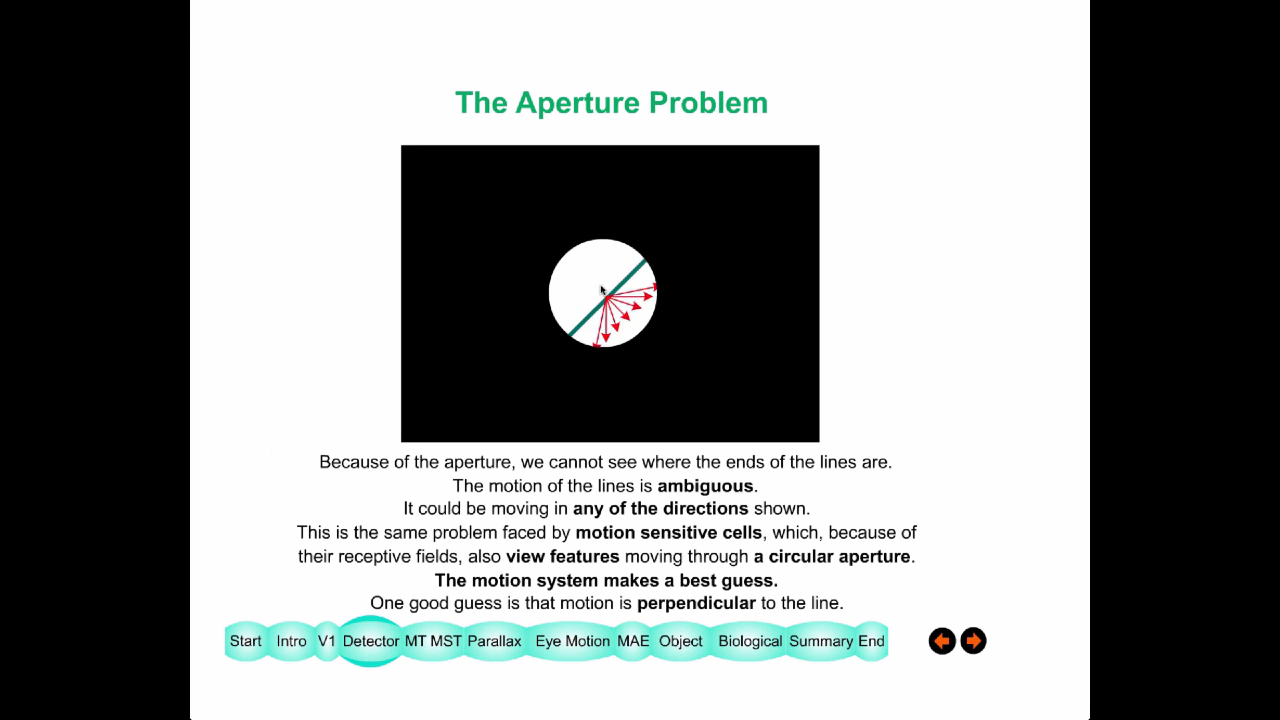 The Aperture Problem
Because of the aperture, we cannot see where the ends of the lines are.
The motion of the lines is ambiguous.
It could be moving in any of the directions shown.
This is the same problem faced by motion sensitive cells, which, because of
their receptive fields, also view features moving through a circular aperture.
The motion system makes a best guess.
One good guess is that motion is perpendicular to the line.
Start Intro V1 Detector MT MST Parallax Eye Motion MAE Object Biological Summary End